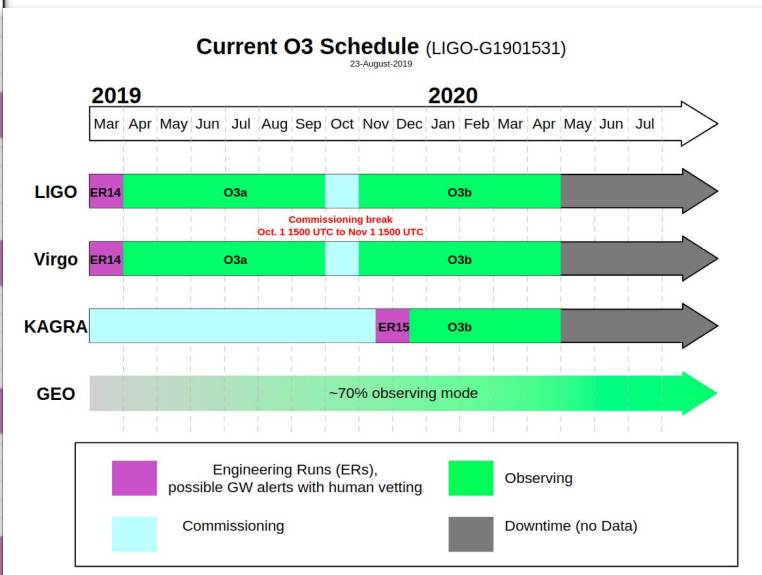 Current O3 Schedule (LIGO-G1901531)
23-August-2019
2019 2020
Mar Apr May Jun Jul Aug Sep Oct Nov Dec Jan Feb Mar Apr May Jun Jul
LIGO ER14 O3a O3b
Commissioning break
Oct. 1 1500 UTC to Nov 1 1500 UTC
Virgo ER14 O3a O3b
KAGRA ER15 O3b
GEO ~70% observing mode
Engineering Runs (ERs),
possible GW alerts with human vetting
Observing
Commissioning
Downtime (no Data)